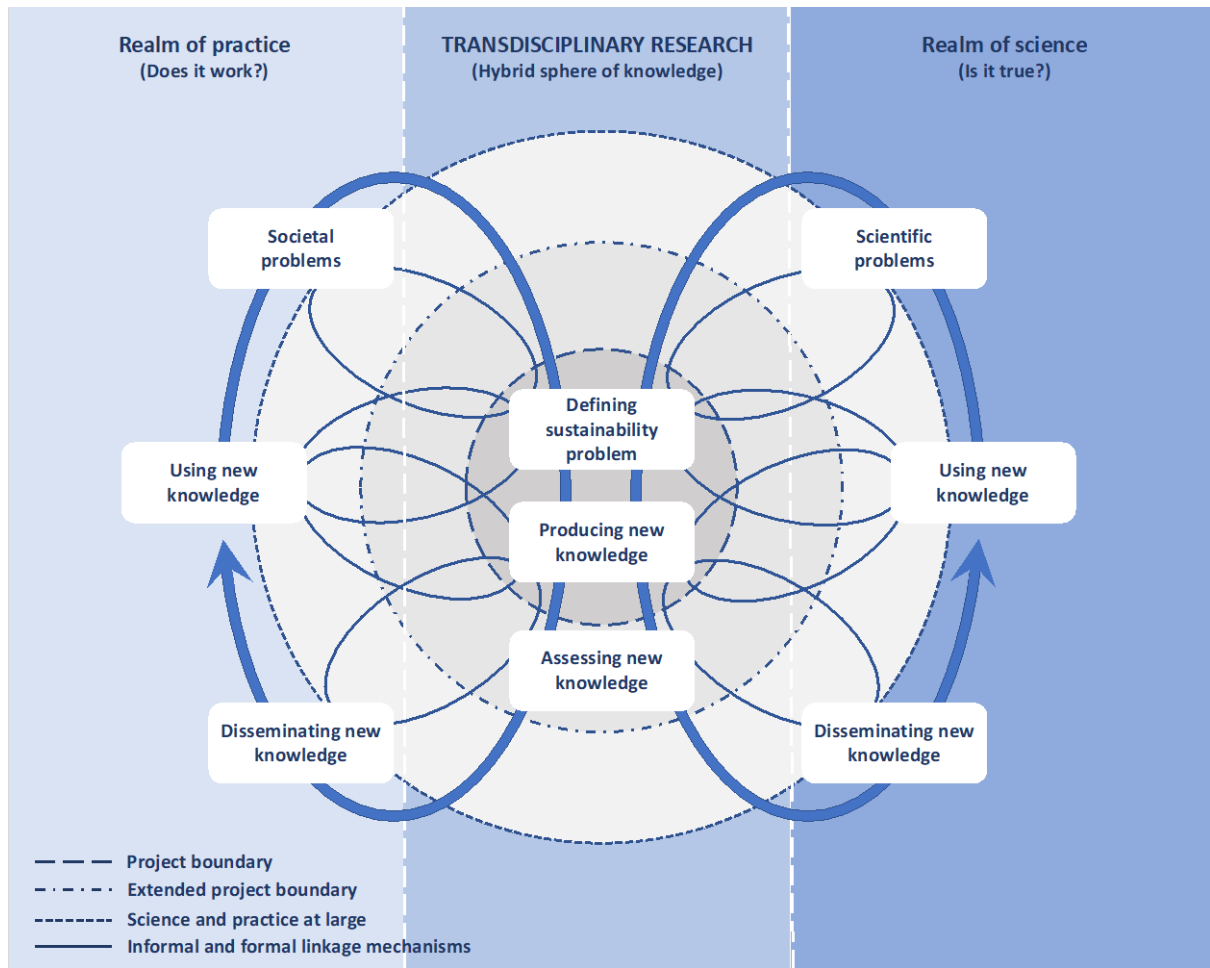 Realm of practice
(Does it work?)
TRANSDISCIPLINARY RESEARCH
(Hybrid sphere of knowledge)
Realm of science
(Is it true?)
Societal
problems
Scientific
problems
Defining
sustainability
problem
Using new
knowledge
Using new
knowledge
Producing new
knowledge
Assessing new
knowledge
Disseminating new
knowledge
Disseminating new
knowledge
Project boundary
Extended project boundary
Science and practice at large
Informal and formal linkage mechanisms